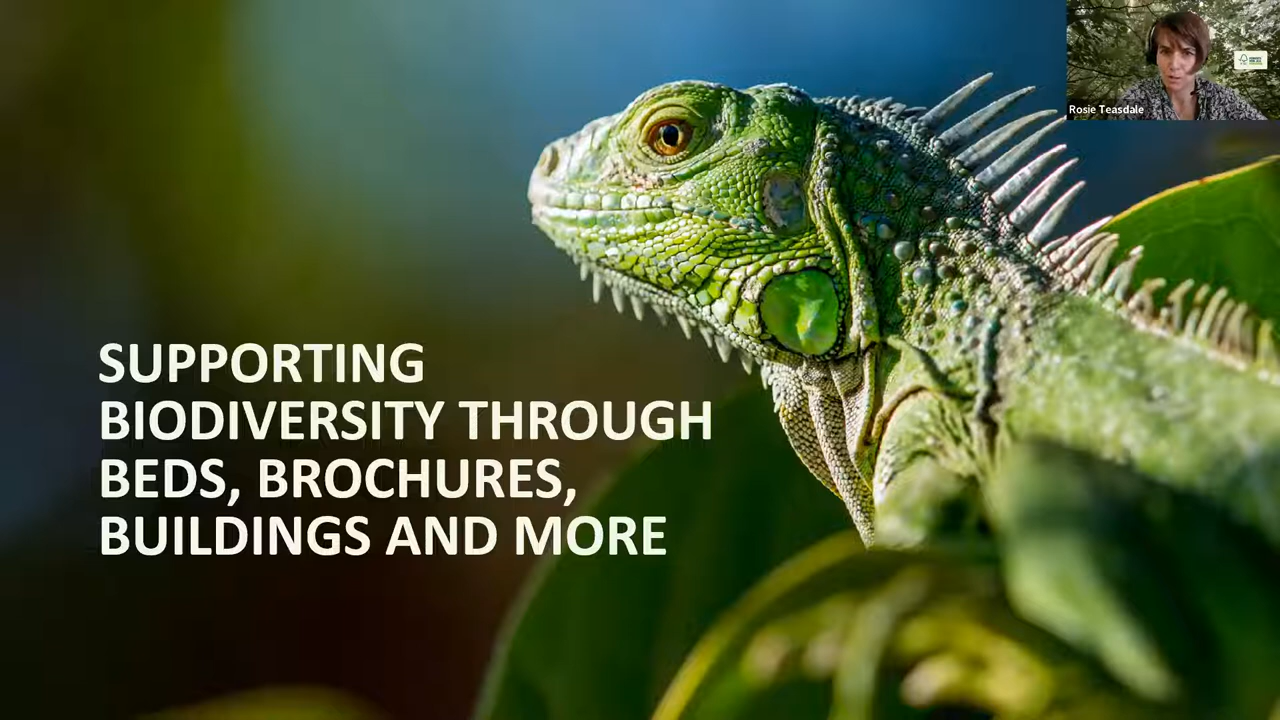 Rosie Teasdale
SUPPORTING
BIODIVERSITY THROUGH
BEDS, BROCHURES,
BUILDINGS AND MORE